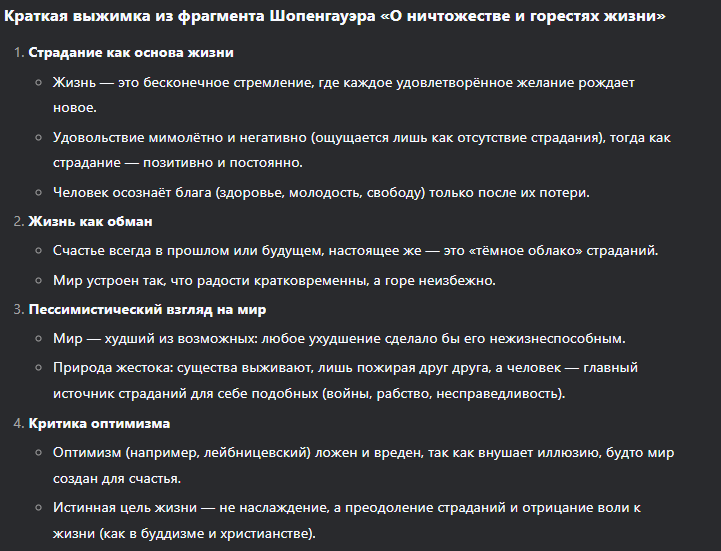 Краткая выжимка из фрагмента Шопенгауэра «О ничтожестве и горестях жизни»
1. Страдание как основа жизни
Жизнь — это бесконечное стремление, где каждое удовлетворённое желание рождает
новое.
Удовольствие мимолётно и негативно (ощущается лишь как отсутствие страдания), тогда как
страдание — позитивно и постоянно.
Человек осознаёт блага (здоровье, молодость, свободу) только после их потери.
2. Жизнь как обман
Счастье всегда в прошлом или будущем, настоящее же — это «тёмное облако» страданий.
Мир устроен так, что радости кратковременны, а горе неизбежно.
3. Пессимистический взгляд на мир
Мир — худший из возможных: любое ухудшение сделало бы его нежизнеспособным.
Природа жестока: существа выживают, лишь пожирая друг друга, а человек — главный
источник страданий для себе подобных (войны, рабство, несправедливость).
4. Критика оптимизма
Оптимизм (например, лейбницевский) ложен и вреден, так как внушает иллюзию, будто мир
создан для счастья.
Истинная цель жизни — не наслаждение, а преодоление страданий и отрицание воли к
жизни (как в буддизме и христианстве).